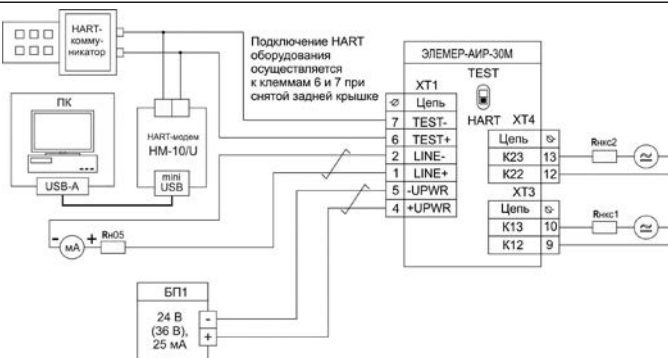 HART-
комму-
никатор
Подключение HART
оборудования
осуществляется
к клеммам 6 и 7 при
снятой задней крышке
ПК
USB-A
HART-модем
HM-10/U
mini
USB
- мА + Rн05
БП1
24 В
(36 В),
25 мА
-
+
ЭЛЕМЕР-АИР-30М
TEST
HART
XT1
⌀ Цепь
7 TEST-
6 TEST+
2 LINE-
1 LINE+
5 -UPWR
4 +UPWR
XT4
Цепь ⌀
K23 13
K22 12
XT3
Цепь ⌀
K13 10
K12 9
Rнкс2
Rнкс1